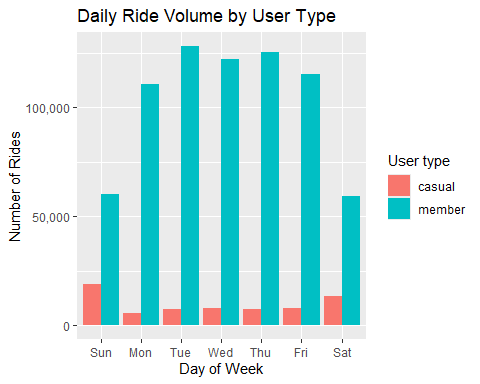 Daily Ride Volume by User Type
Number of Rides
100,000
50,000
0
Sun Mon Tue Wed Thu Fri Sat
Day of Week
User type
casual
member